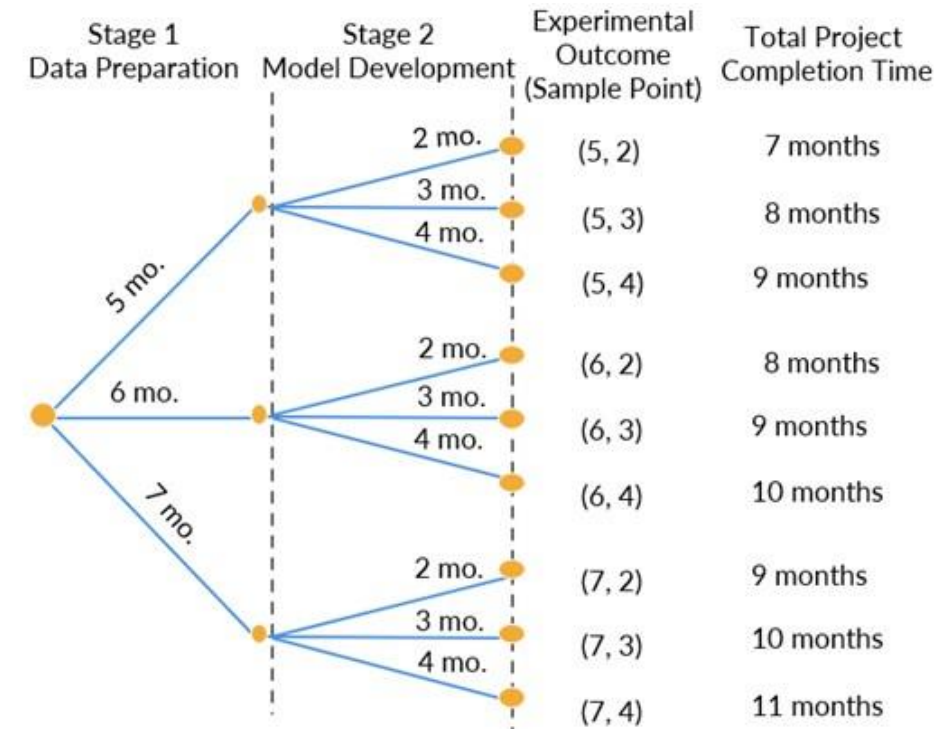 Stage 1
Data Preparation
Stage 2
Model Development
Experimental
Outcome
(Sample Point)
Total Project
Completion Time
5 mo.
6 mo.
7 mo.
2 mo.
(5, 2)
7 months
3 mo.
(5, 3)
8 months
4 mo.
(5, 4)
9 months
2 mo.
(6, 2)
8 months
3 mo.
(6, 3)
9 months
4 mo.
(6, 4)
10 months
2 mo.
(7, 2)
9 months
3 mo.
(7, 3)
10 months
4 mo.
(7, 4)
11 months